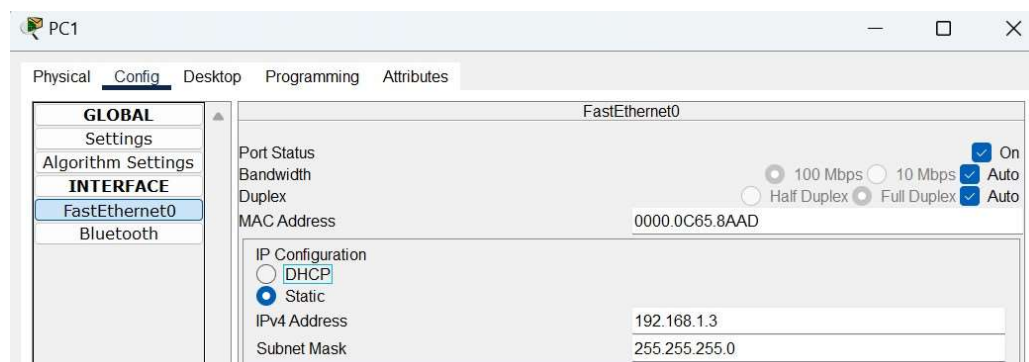 PC1
Physical Config Desktop Programming Attributes
GLOBAL
Settings
Algorithm Settings
INTERFACE
FastEthernet0
Bluetooth
FastEthernet0
Port Status On
Bandwidth 100 Mbps 10 Mbps Auto
Duplex Half Duplex Full Duplex Auto
MAC Address 0000.0C65.8AAD
IP Configuration
DHCP
Static
IPv4 Address 192.168.1.3
Subnet Mask 255.255.255.0